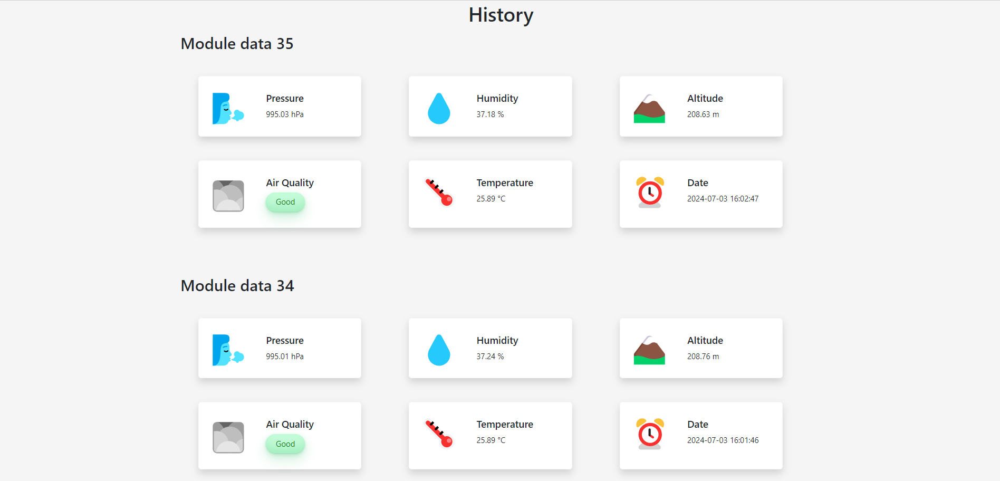 History
Module data 35
Pressure
995.03 hPa
Humidity
37.18 %
Altitude
208.63 m
Air Quality
Good
Temperature
25.89 °C
Date
2024-07-03 16:02:47
Module data 34
Pressure
995.01 hPa
Humidity
37.24 %
Altitude
208.76 m
Air Quality
Good
Temperature
25.89 °C
Date
2024-07-03 16:01:46